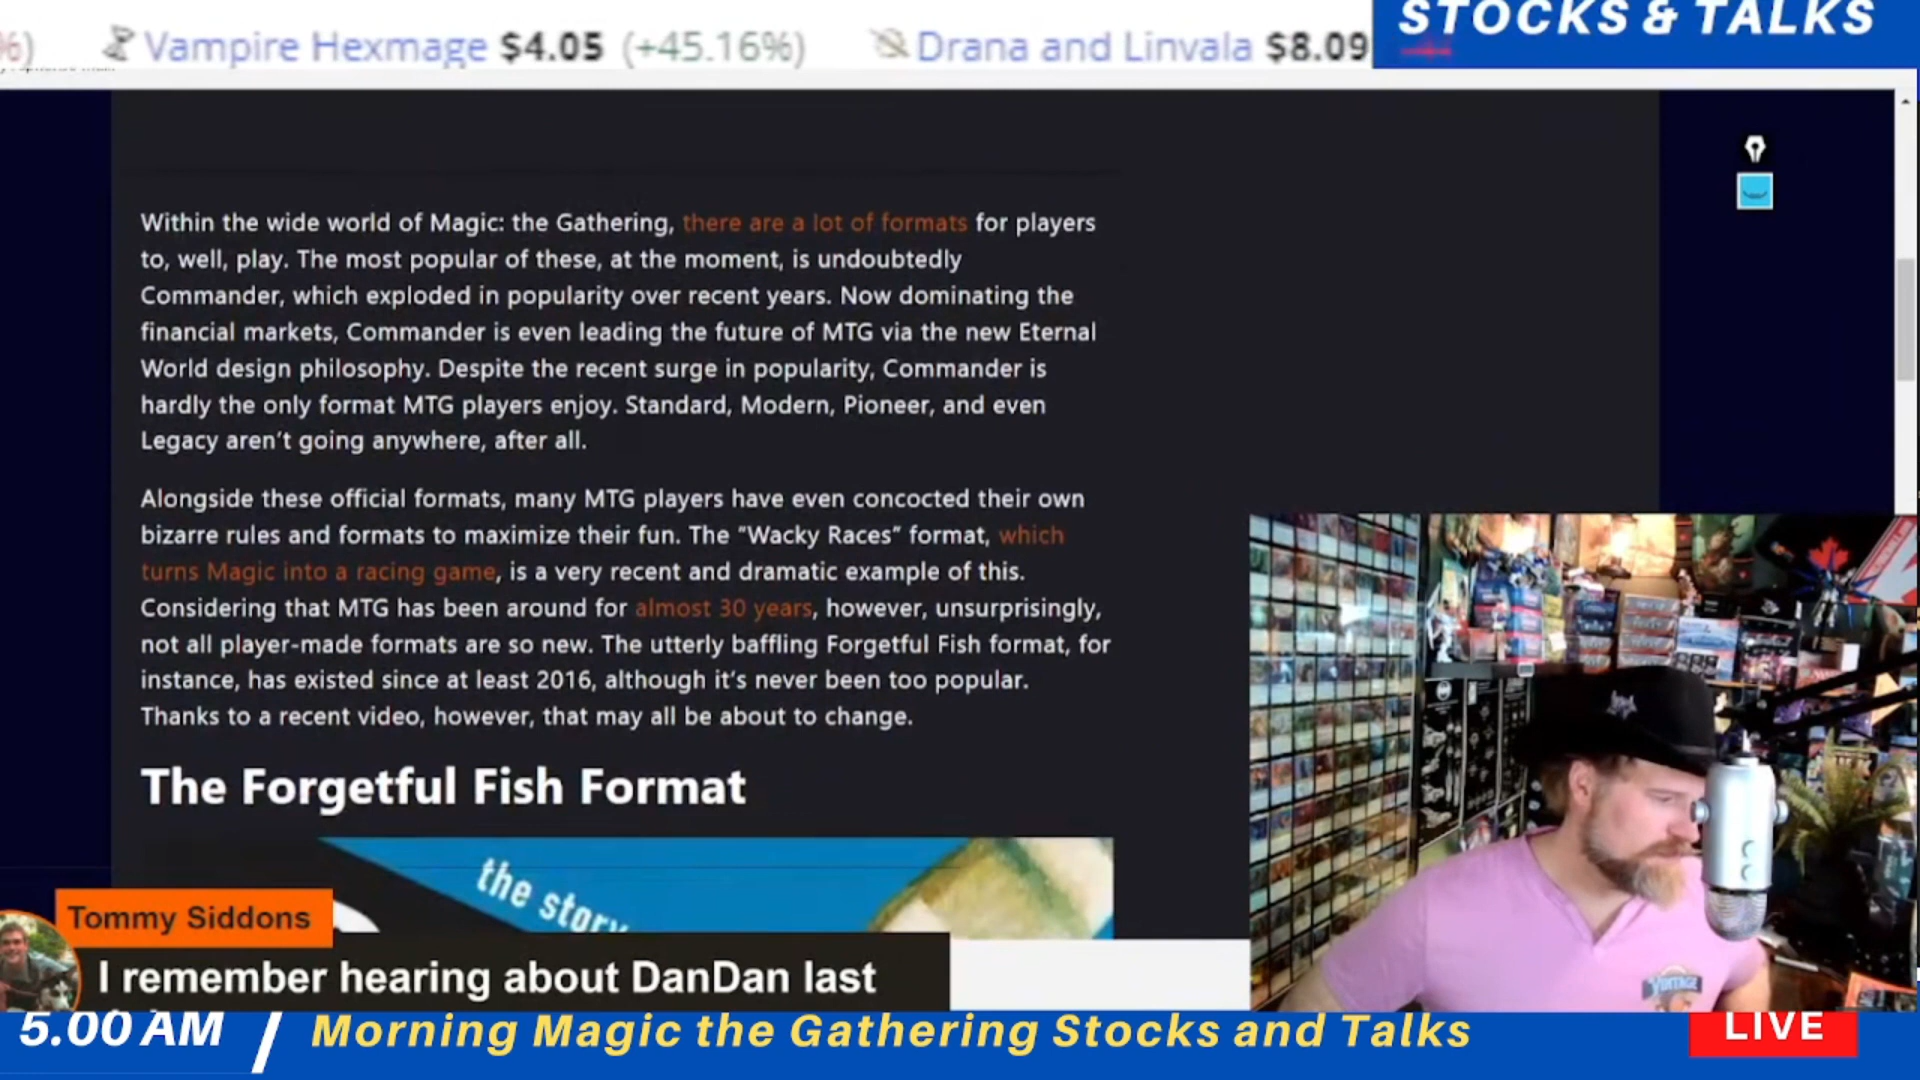 %)
Vampire Hexmage $4.05 (+45.16%)
Drana and Linvala $8.09
STOCKS & TALKS
Within the wide world of Magic: the Gathering, there are a lot of formats for players
to, well, play. The most popular of these, at the moment, is undoubtedly
Commander, which exploded in popularity over recent years. Now dominating the
financial markets, Commander is even leading the future of MTG via the new Eternal
World design philosophy. Despite the recent surge in popularity, Commander is
hardly the only format MTG players enjoy. Standard, Modern, Pioneer, and even
Legacy aren't going anywhere, after all.
Alongside these official formats, many MTG players have even concocted their own
bizarre rules and formats to maximize their fun. The "Wacky Races" format, which
turns Magic into a racing game, is a very recent and dramatic example of this.
Considering that MTG has been around for almost 30 years, however, unsurprisingly,
not all player-made formats are so new. The utterly baffling Forgetful Fish format, for
instance, has existed since at least 2016, although it's never been too popular.
Thanks to a recent video, however, that may all be about to change.
The Forgetful Fish Format
the story
Tommy Siddons
I remember hearing about DanDan last
VINTAGE
5.00 AM / Morning Magic the Gathering Stocks and Talks
LIVE